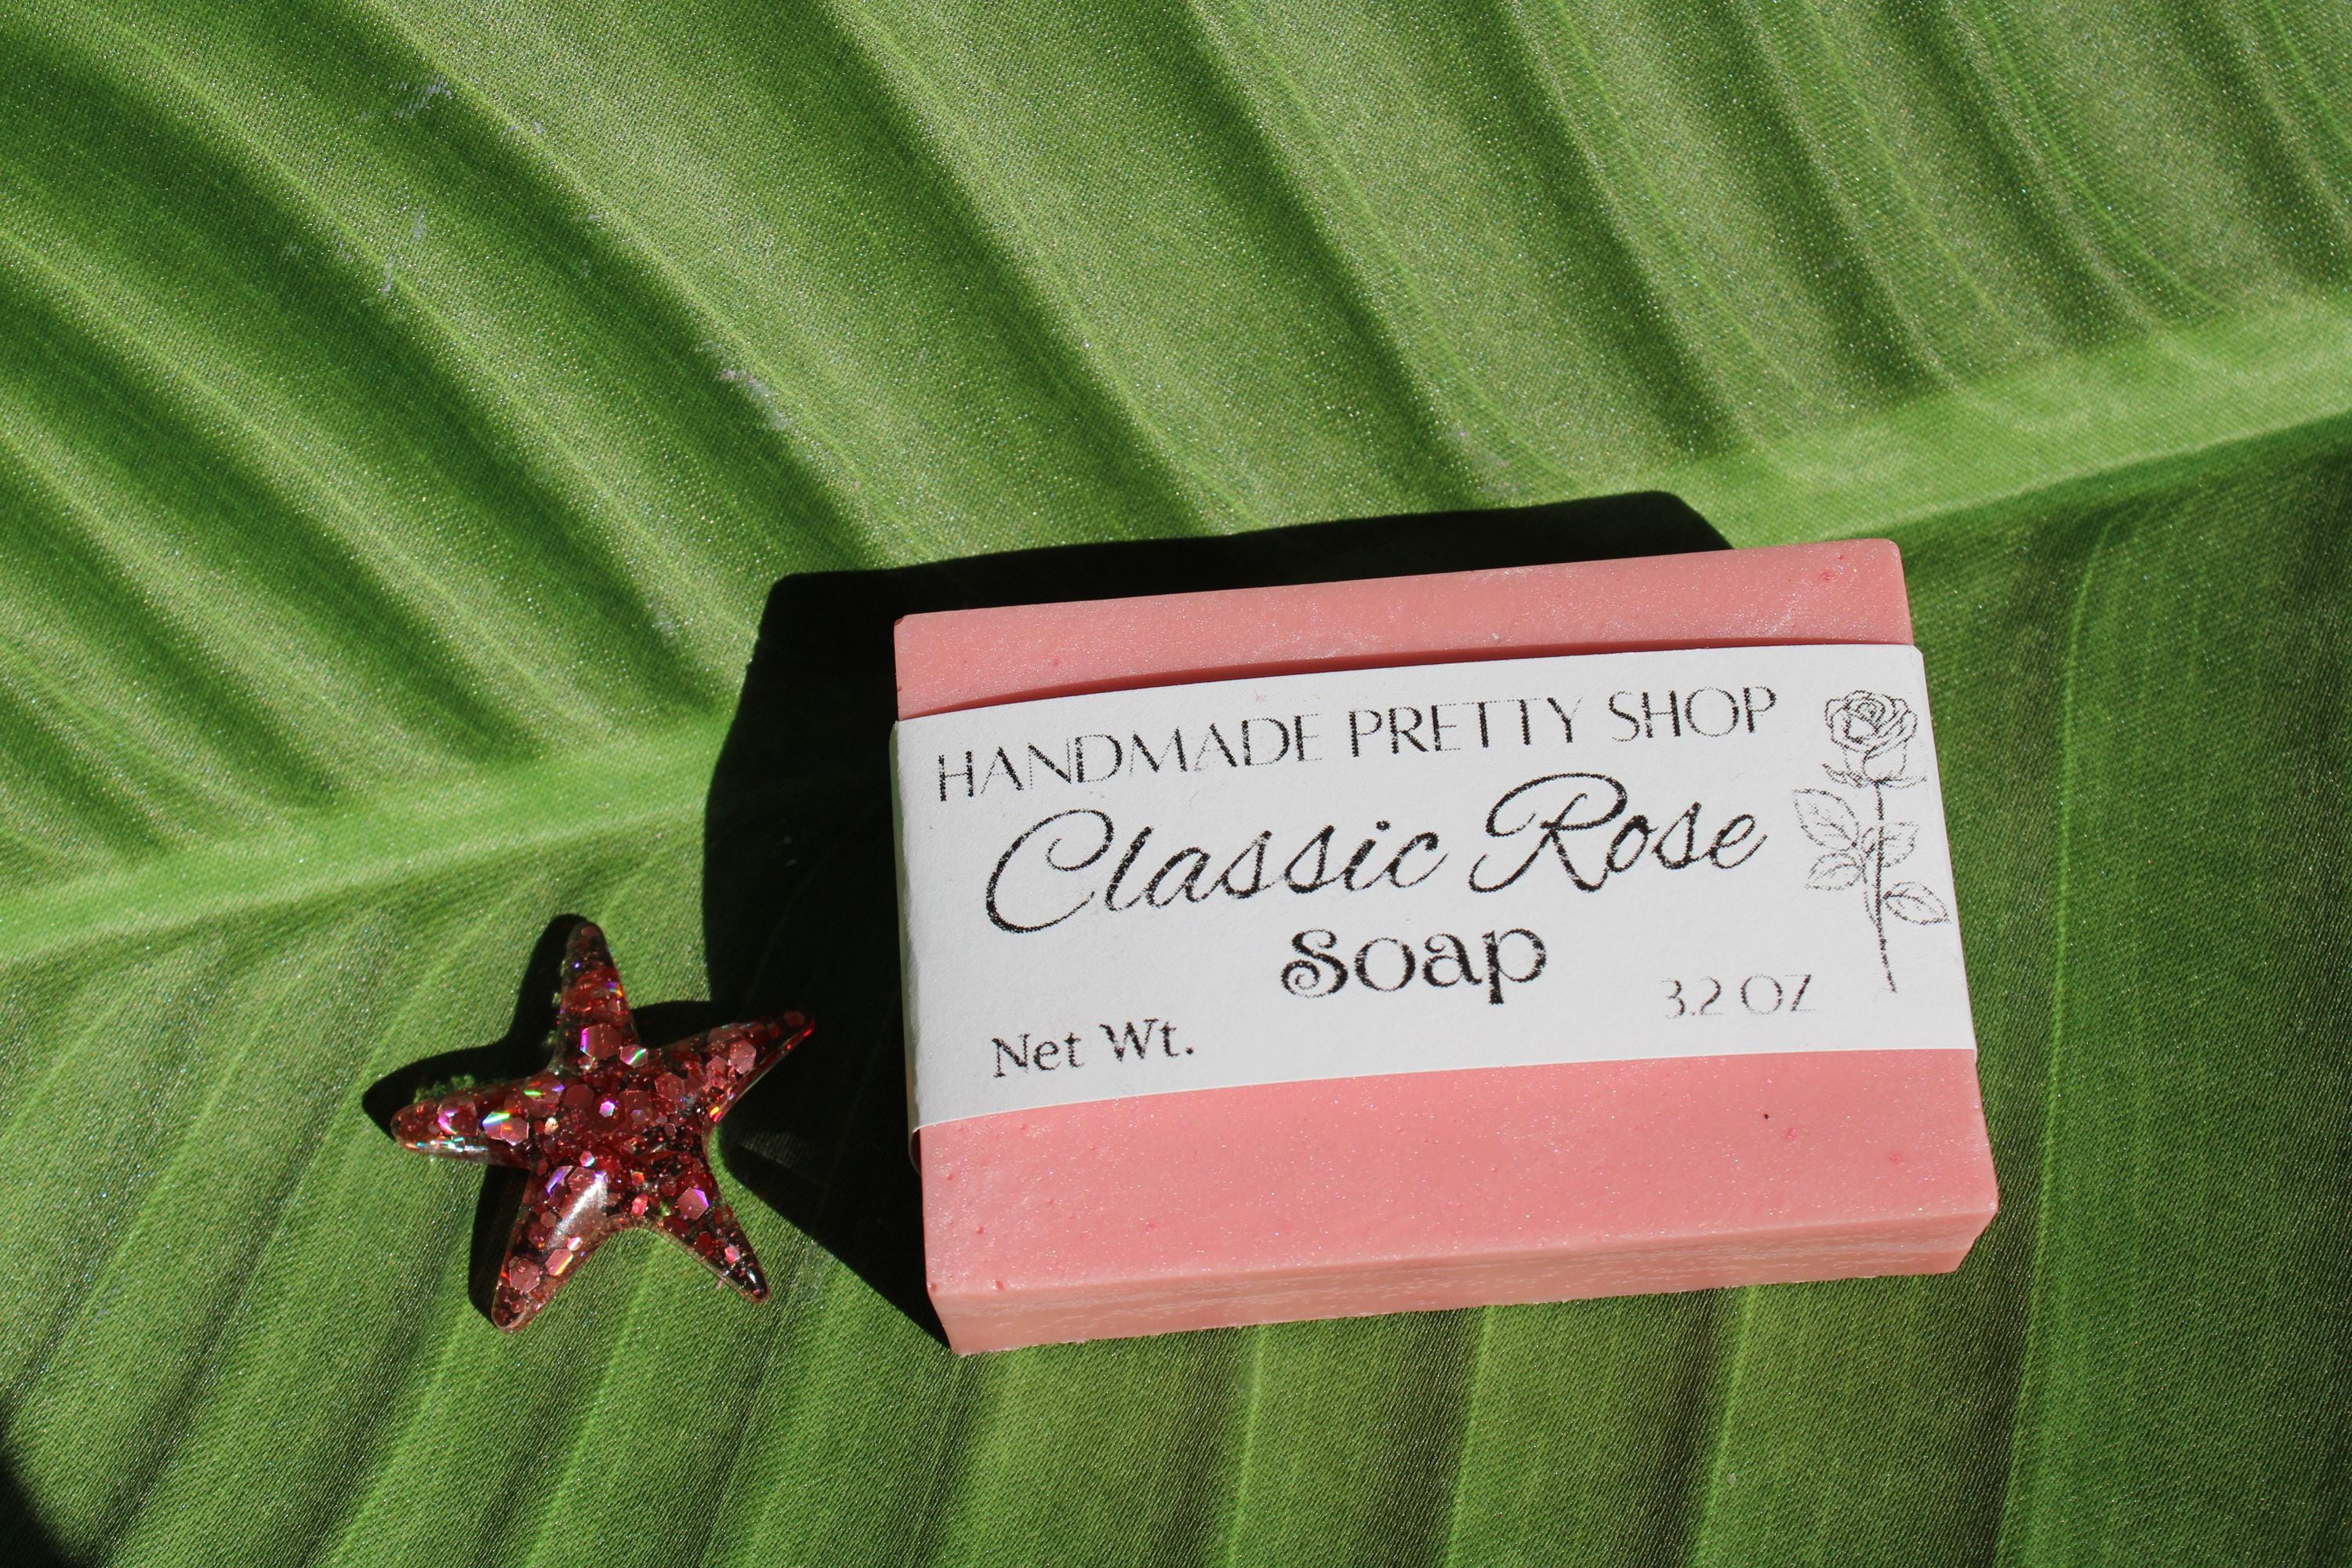 HANDMADE PRETTY SHOP
Classic Rose
Soap
Net Wt. 3.2 OZ